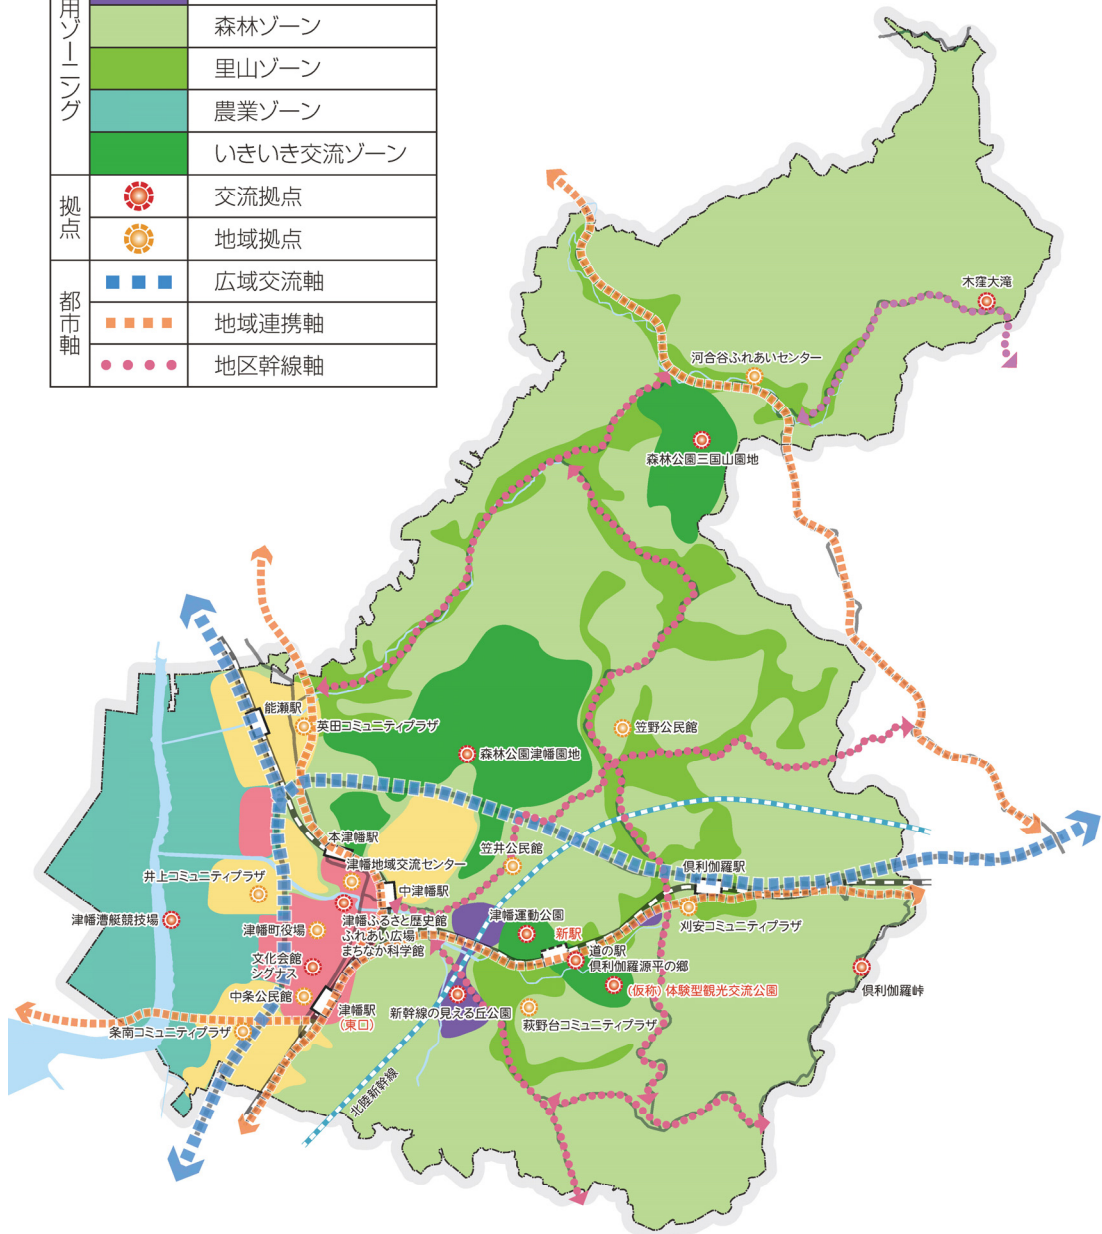 用ゾーニング
森林ゾーン
里山ゾーン
農業ゾーン
いきいき交流ゾーン
拠点
交流拠点
地域拠点
都市軸
広域交流軸
地域連携軸
地区幹線軸
木窪大滝
河合谷ふれあいセンター
森林公園三国山園地
能瀬駅
英田コミュニティプラザ
笠野公民館
森林公園津幡園地
本津幡駅
津幡地域交流センター
笠井公民館
倶利伽羅駅
井上コミュニティプラザ
中津幡駅
津幡漕艇競技場
津幡町役場
津幡ふるさと歴史館
ふれあい広場
まちなか科学館
津幡運動公園
新駅
刈安コミュニティプラザ
道の駅
倶利伽羅源平の郷
文化会館
シグナス
(仮称)体験型観光交流公園
倶利伽羅峠
中条公民館
津幡駅
(東口)
新幹線の見える丘公園
萩野台コミュニティプラザ
条南コミュニティプラザ
北陸新幹線